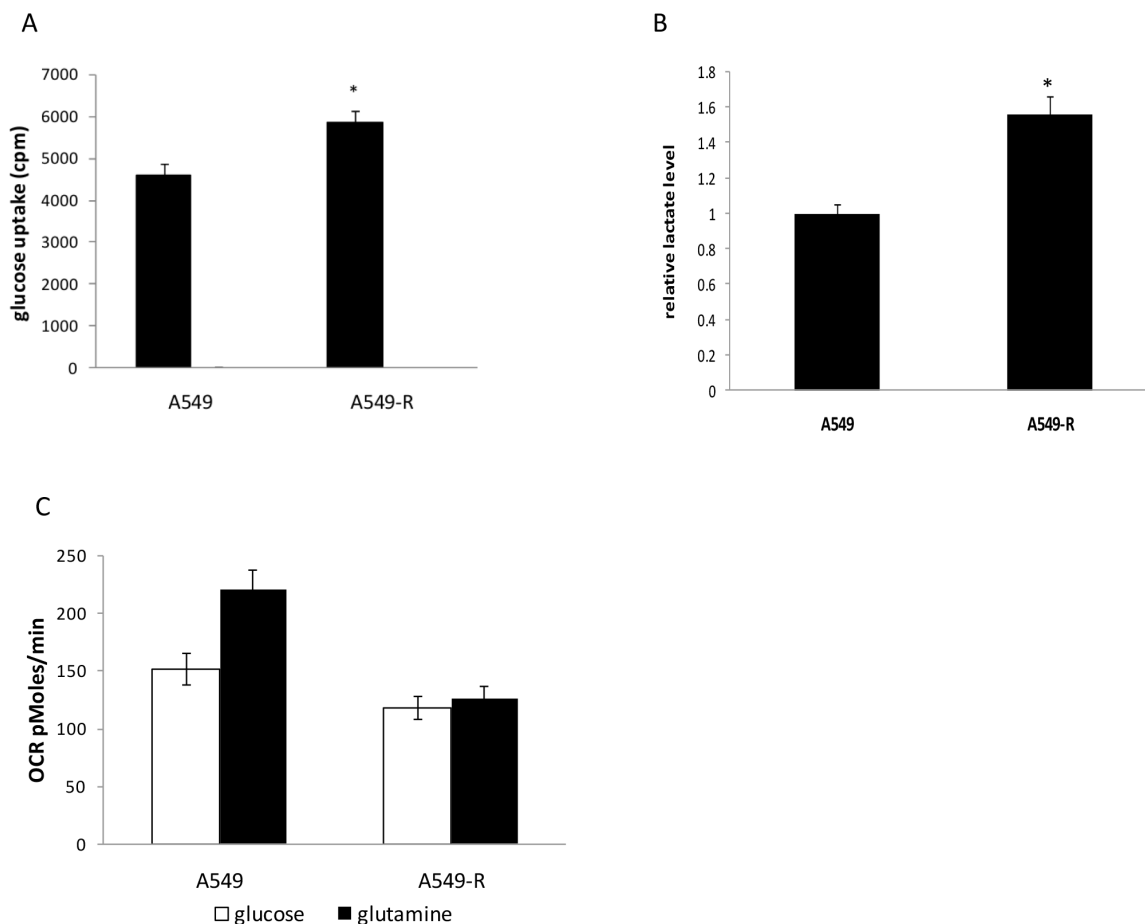 A
glucose uptake (cpm)
7000
6000
5000
4000
3000
2000
1000
0
*
A549 A549-R
B
relative lactate level
1.8
1.6
1.4
1.2
1
0.8
0.6
0.4
0.2
0
*
A549 A549-R
C
OCR pMoles/min
250
200
150
100
50
0
A549 A549-R
glucose glutamine